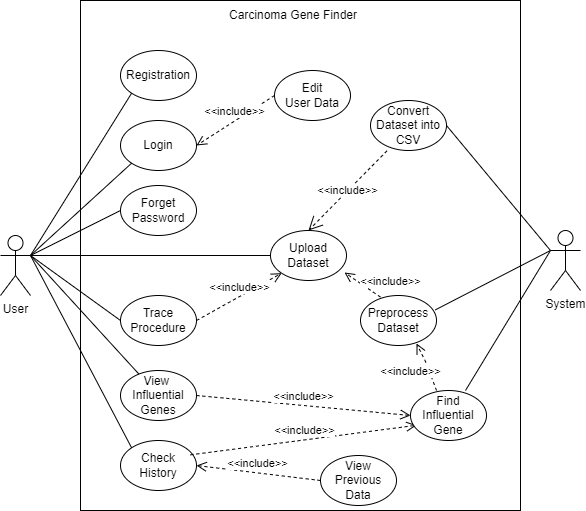 Carcinoma Gene Finder
Registration
Edit
User Data
<<include>>
Convert
Dataset into
CSV
Login
<<include>>
Forget
Password
Upload
Dataset
User
System
<<include>>
<<include>>
Trace
Procedure
Preprocess
Dataset
<<include>>
View
Influential
Genes
<<include>>
Find
Influential
Gene
<<include>>
Check
History
<<include>>
View
Previous
Data